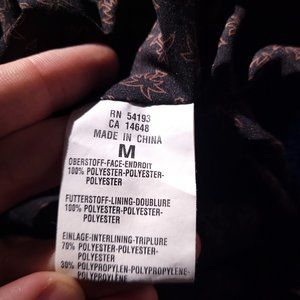 RN 54193
CA 14648
MADE IN CHINA
M
OBERSTOFF-FACE-ENDROIT
100% POLYESTER-POLYESTER-
POLYESTER
FUTTERSTOFF-LINING-DOUBLURE
100% POLYESTER-POLYESTER-
POLYESTER
EINLAGE-INTERLINING-TRIPLURE
70% POLYESTER-POLYESTER-
POLYESTER
30% POLYPROPYLEN-POLYPROPYLENE-
POLYPROPYLENE